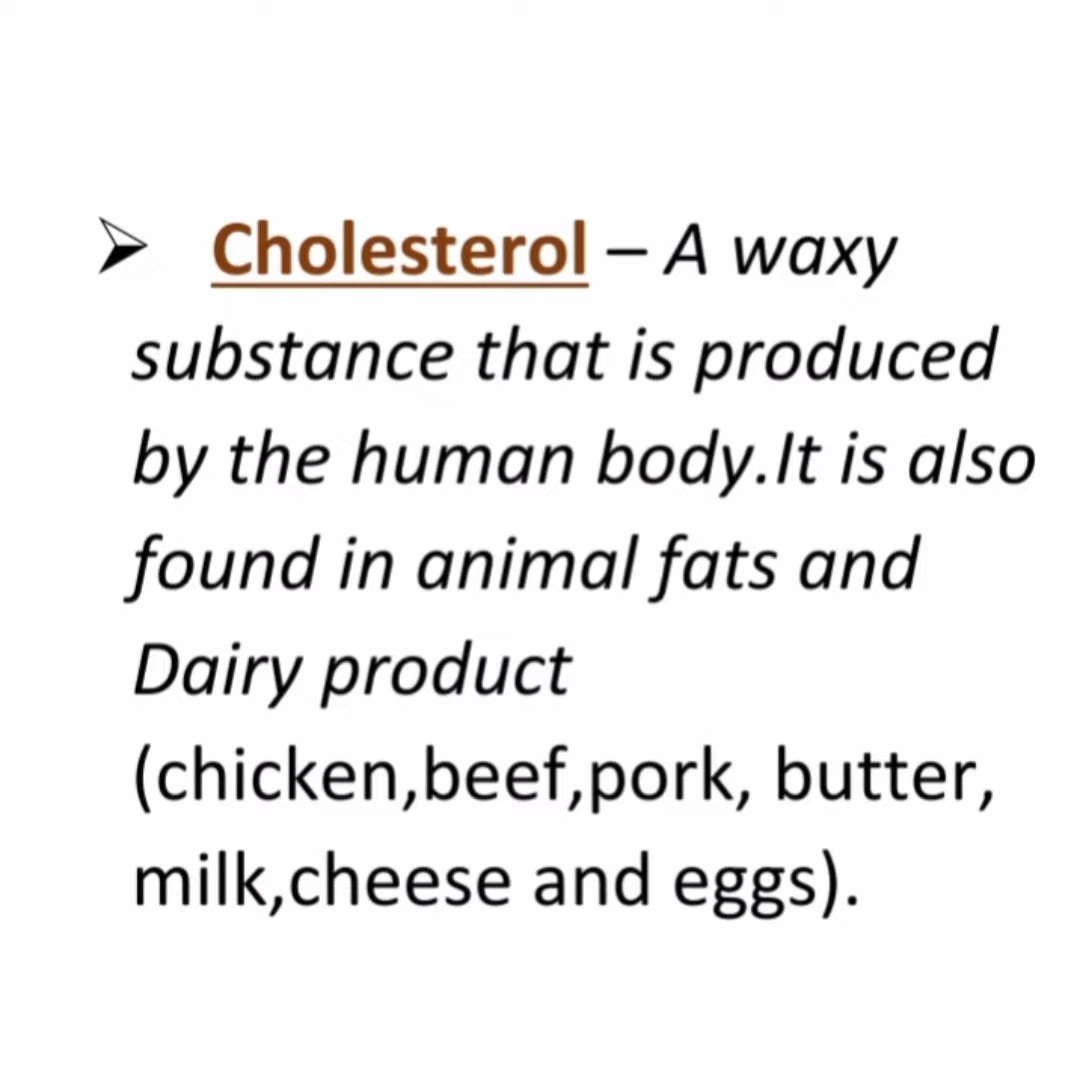 ➢ Cholesterol – A waxy
substance that is produced
by the human body.It is also
found in animal fats and
Dairy product
(chicken,beef,pork, butter,
milk,cheese and eggs).